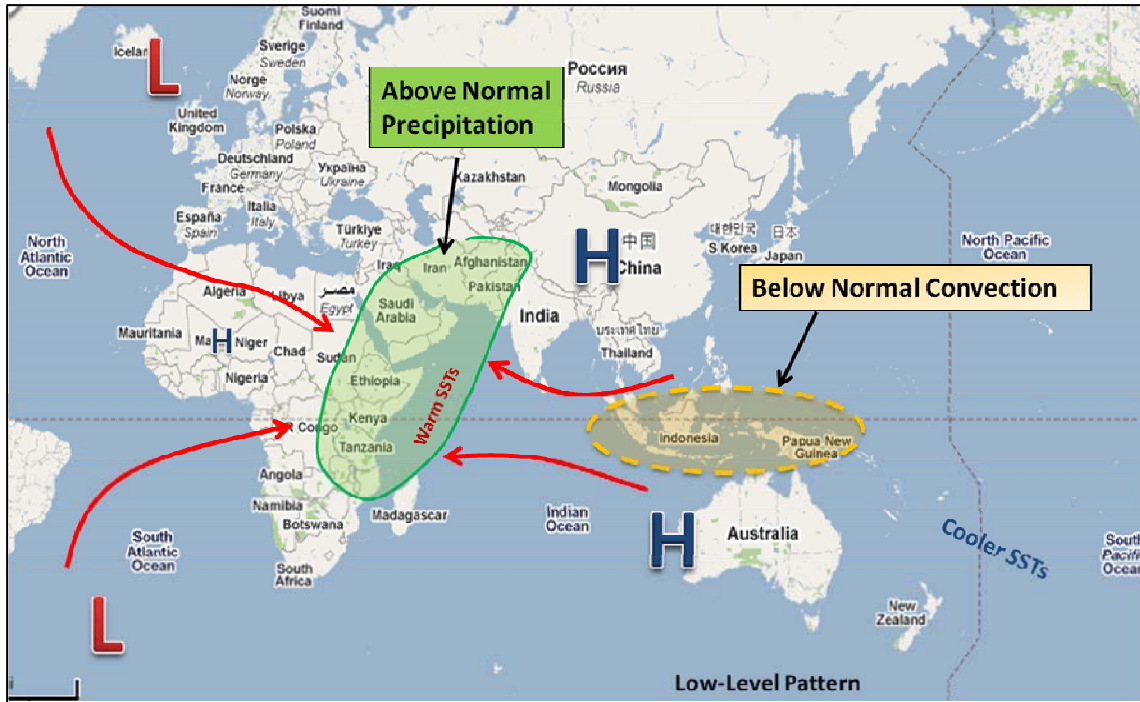 Suomi
Finland
Iceland
L
Sverige
Sweden
Norge
Norway
Россия
Russia
Above Normal
Precipitation
United
Kingdom
Polska
Poland
Deutschland
Germany
Україна
Ukraine
France
Kazakhstan
Mongolia
Italia
Italy
España
Spain
Türkiye
Turkey
North
Atlantic
Ocean
H
中国
China
대한민국
S Korea
日本
Japan
North Pacific
Ocean
Iraq
Iran
Afghanistan
Pakistan
Below Normal Convection
Algeria
Libya
مصر
Egypt
Saudi
Arabia
India
Mauritania
Ma
H
Niger
Chad
Sudan
ประเทศไทย
Thailand
Nigeria
Ethiopia
Warm SSTs
Kenya
R Congo
Tanzania
Indonesia
Papua New
Guinea
Angola
Namibia
Botswana
Madagascar
Indian
Ocean
H
Australia
South
Atlantic
Ocean
South
Africa
Cooler SSTs
South
Pacific
Ocean
L
New
Zealand
Low-Level Pattern